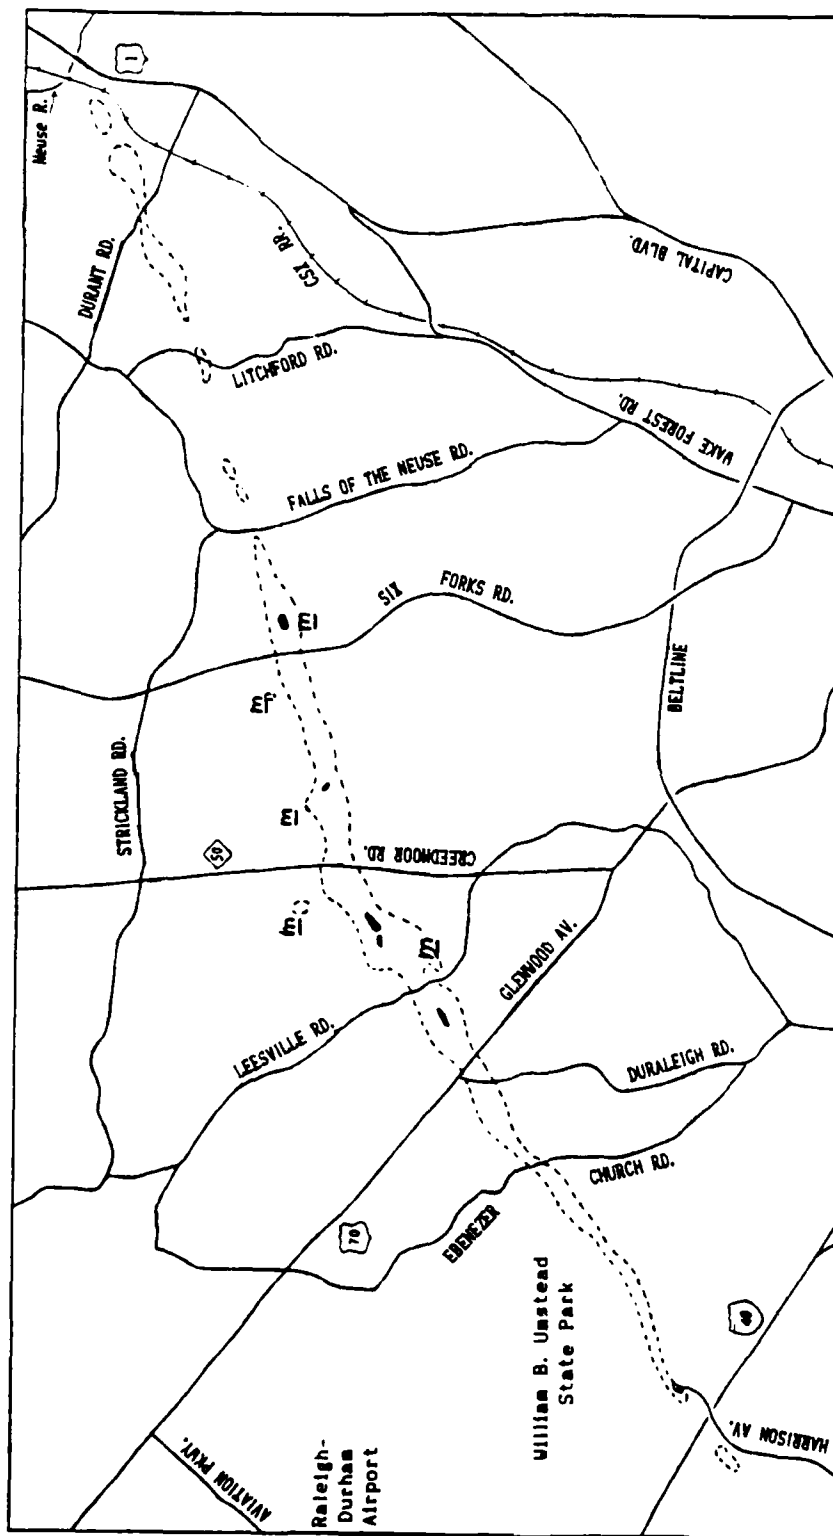 Neuse R.
1
DURANT RD.
CSX RR.
CAPITAL BLVD.
LITCHFORD RD.
WAKE FOREST RD.
FALLS OF THE NEUSE RD.
SIX FORKS RD.
m
mf
m
m
m
BELTLINE
STRICKLAND RD.
50
CREEDMOOR RD.
GLENWOOD AV.
LEESVILLE RD.
DURALEIGH RD.
EBENEZER CHURCH RD.
70
William B. Umstead
State Park
40
HARRISON AV.
AVIATION PKWY.
Raleigh-
Durham
Airport